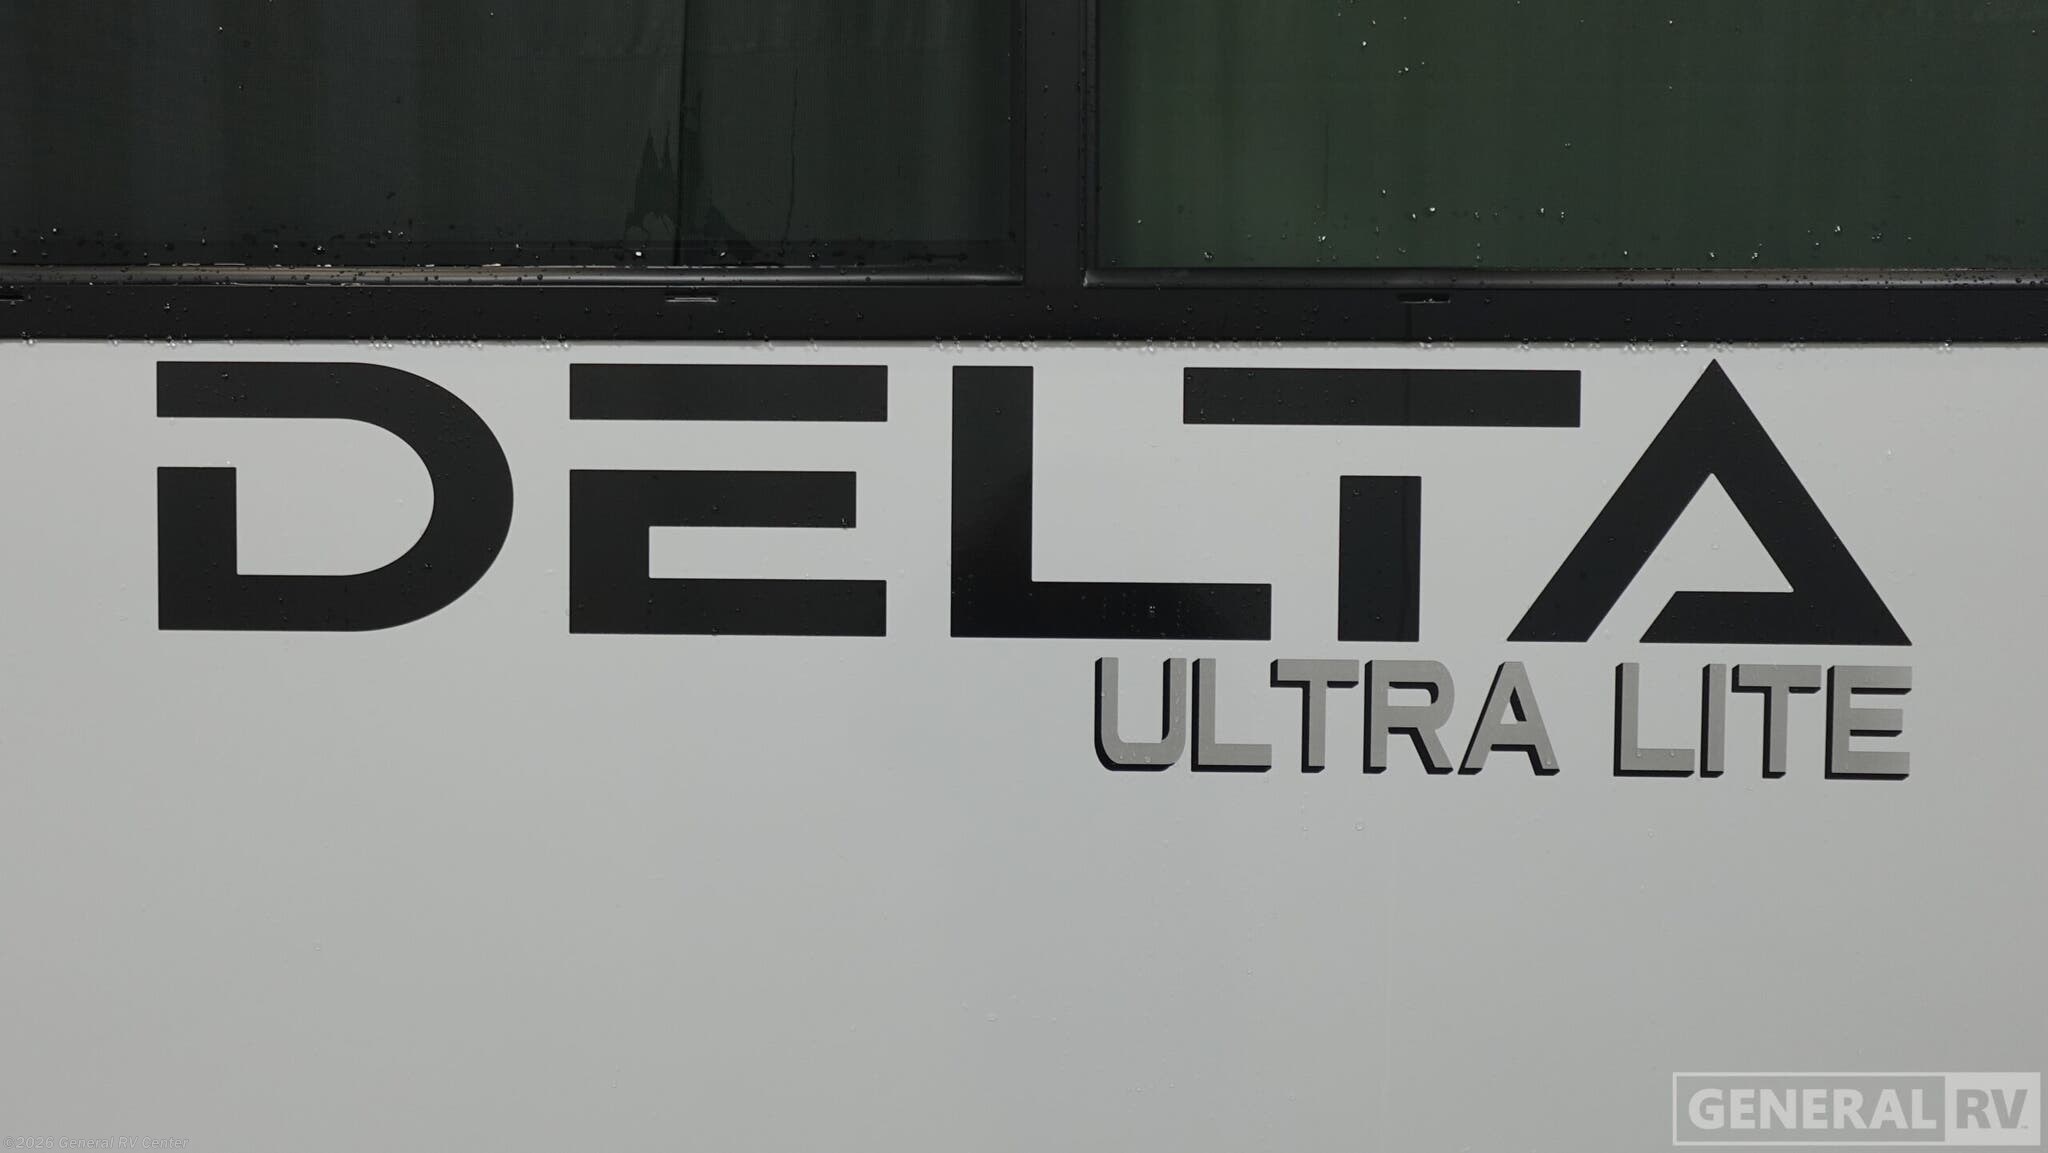 DELTA
ULTRA LITE
GENERAL RV
©2025 General RV Center